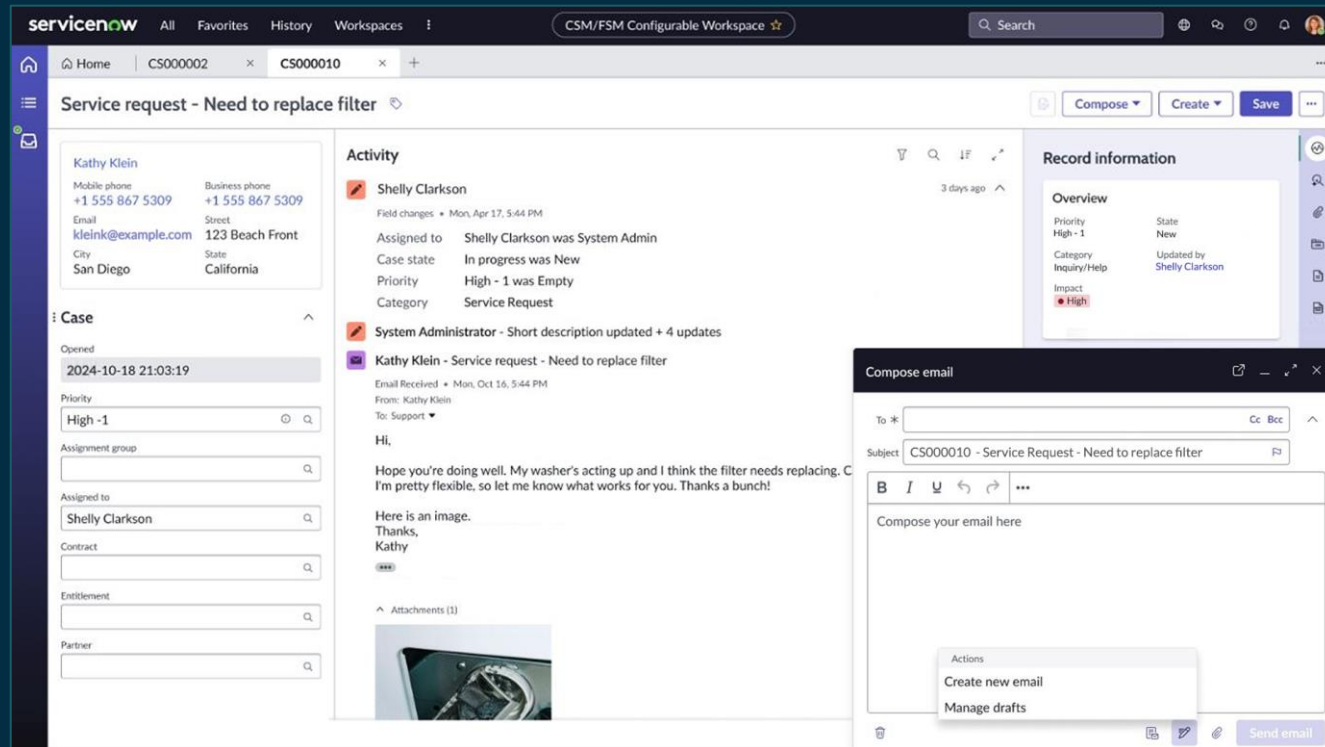 servicenow All Favorites History Workspaces CSM/FSM Configurable Workspace Search
Home CS000002 CS000010
Service request - Need to replace filter
Compose Create Save
Kathy Klein
Mobile phone Business phone
+1 555 867 5309 +1 555 867 5309
Email Street
kleink@example.com 123 Beach Front
City State
San Diego California
Case
Opened
2024-10-18 21:03:19
Priority
High -1
Assignment group
Assigned to
Shelly Clarkson
Contract
Entitlement
Partner
Activity
Shelly Clarkson 3 days ago
Field changes • Mon, Apr 17, 5:44 PM
Assigned to Shelly Clarkson was System Admin
Case state In progress was New
Priority High - 1 was Empty
Category Service Request
System Administrator - Short description updated + 4 updates
Kathy Klein - Service request - Need to replace filter
Email Received • Mon, Oct 16, 5:44 PM
From: Kathy Klein
To: Support
Hi,
Hope you're doing well. My washer's acting up and I think the filter needs replacing. C
I'm pretty flexible, so let me know what works for you. Thanks a bunch!
Here is an image.
Thanks,
Kathy
Attachments (1)
Record information
Overview
Priority State
High - 1 New
Category Updated by
Inquiry/Help Shelly Clarkson
Impact
High
Compose email
To * Cc Bcc
Subject CS000010 - Service Request - Need to replace filter
B I U
Compose your email here
Actions
Create new email
Manage drafts
Send email